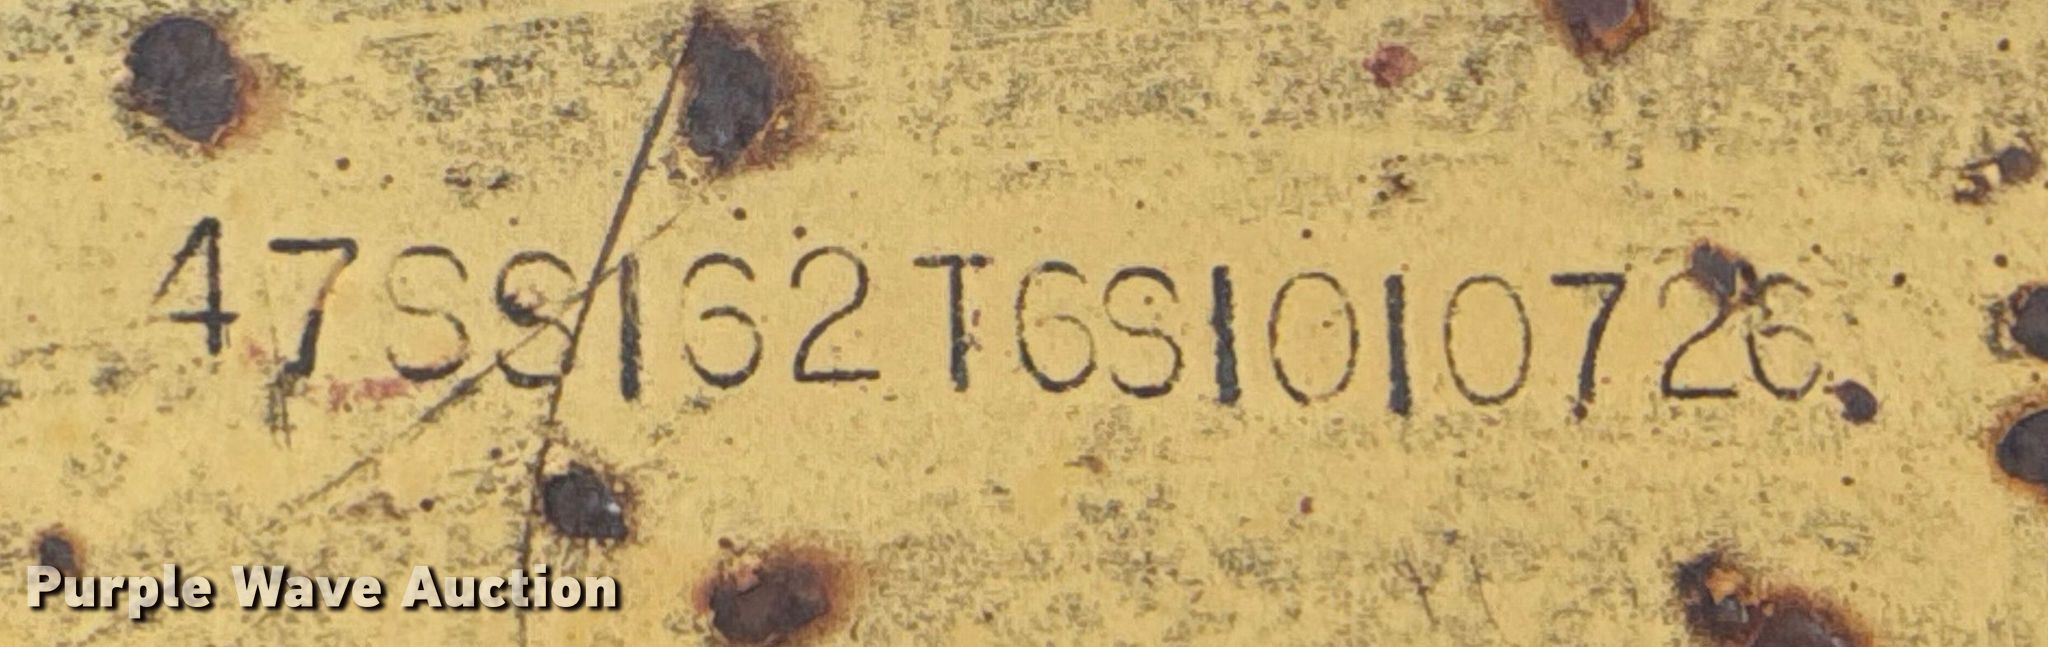 47SS162T6S1010726
Purple Wave Auction